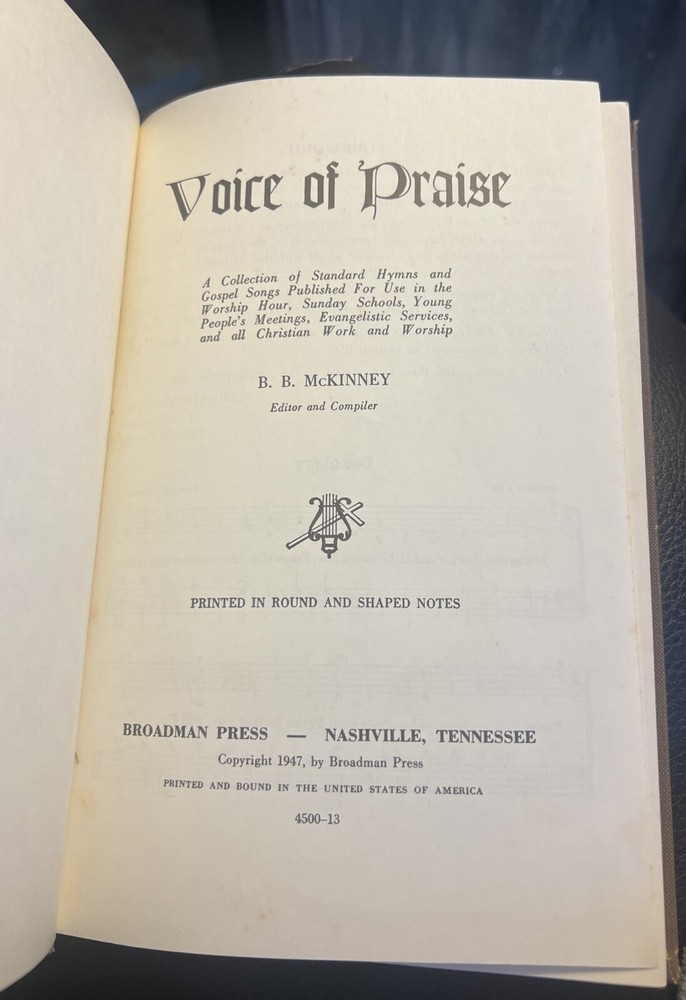 Voice of Praise
A Collection of Standard Hymns and
Gospel Songs Published For Use in the
Worship Hour, Sunday Schools, Young
People's Meetings, Evangelistic Services,
and all Christian Work and Worship
B. B. McKINNEY
Editor and Compiler
PRINTED IN ROUND AND SHAPED NOTES
BROADMAN PRESS — NASHVILLE, TENNESSEE
Copyright 1947, by Broadman Press
PRINTED AND BOUND IN THE UNITED STATES OF AMERICA
4500–13